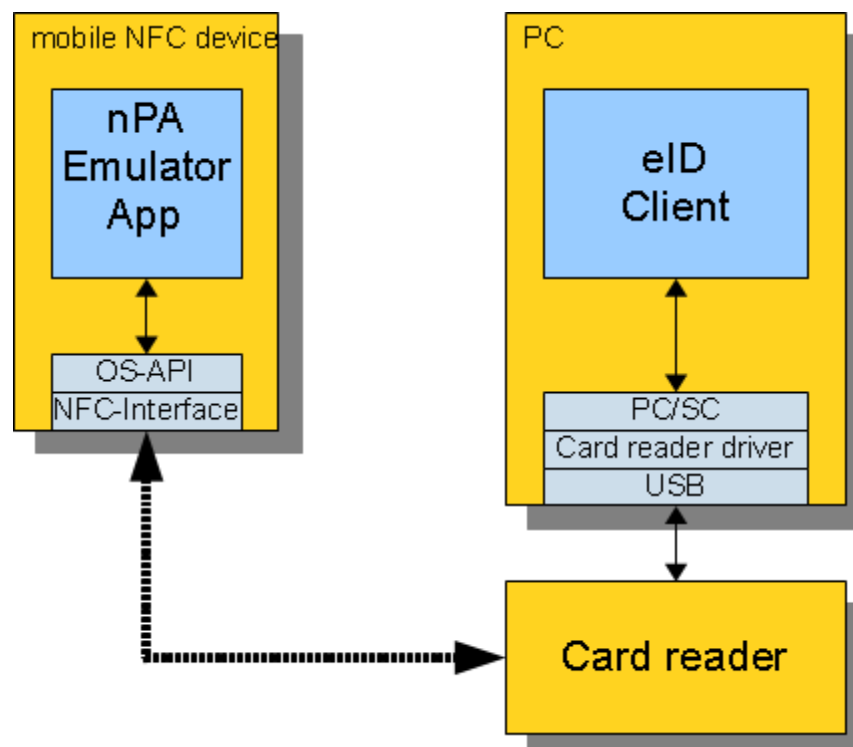 mobile NFC device
nPA
Emulator
App
OS-API
NFC-Interface
PC
eID
Client
PC/SC
Card reader driver
USB
Card reader